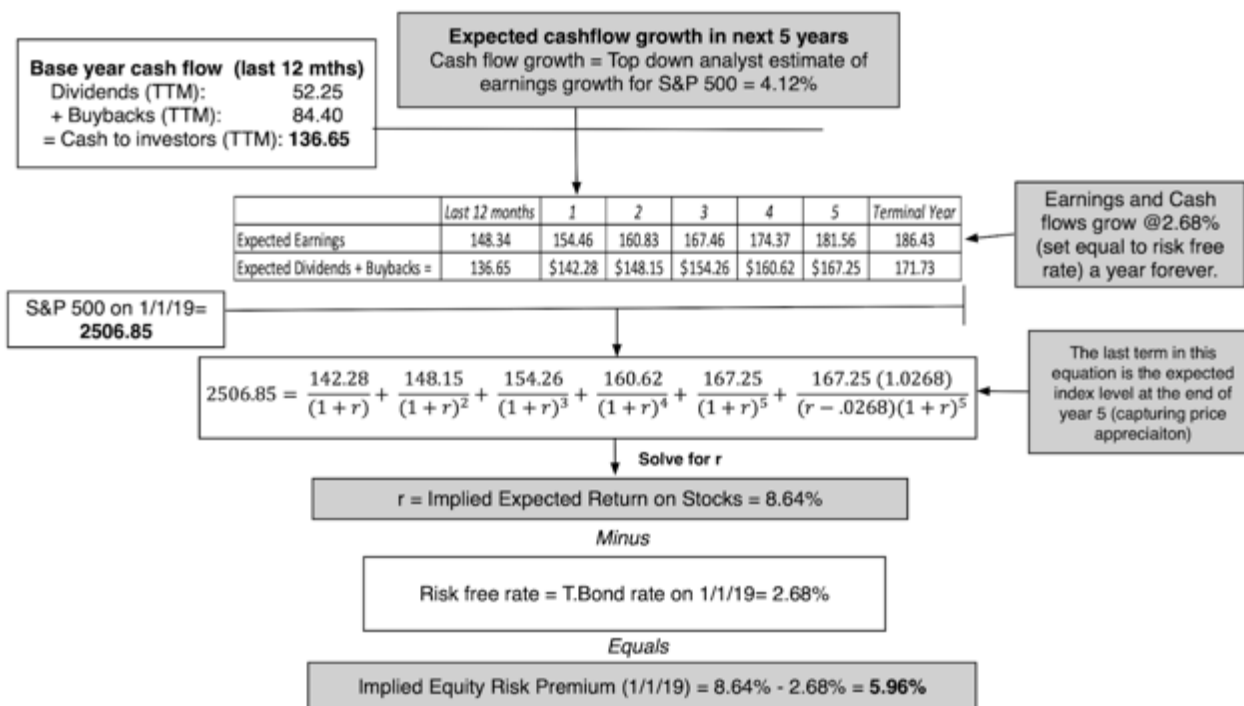 Expected cashflow growth in next 5 years
Cash flow growth = Top down analyst estimate of
earnings growth for S&P 500 = 4.12%
Base year cash flow (last 12 mths)
Dividends (TTM): 52.25
+ Buybacks (TTM): 84.40
= Cash to investors (TTM): 136.65
Last 12 months 1 2 3 4 5 Terminal Year
Expected Earnings 148.34 154.46 160.83 167.46 174.37 181.56 186.43
Expected Dividends + Buybacks = 136.65 $142.28 $148.15 $154.26 $160.62 $167.25 171.73
Earnings and Cash
flows grow @2.68%
(set equal to risk free
rate) a year forever.
S&P 500 on 1/1/19=
2506.85
2506.85 = 142.28/(1 + r) + 148.15/(1 + r)^2 + 154.26/(1 + r)^3 + 160.62/(1 + r)^4 + 167.25/(1 + r)^5 + 167.25 (1.0268)/(r − .0268)(1 + r)^5
The last term in this
equation is the expected
index level at the end of
year 5 (capturing price
appreciaiton)
Solve for r
r = Implied Expected Return on Stocks = 8.64%
Minus
Risk free rate = T.Bond rate on 1/1/19= 2.68%
Equals
Implied Equity Risk Premium (1/1/19) = 8.64% - 2.68% = 5.96%